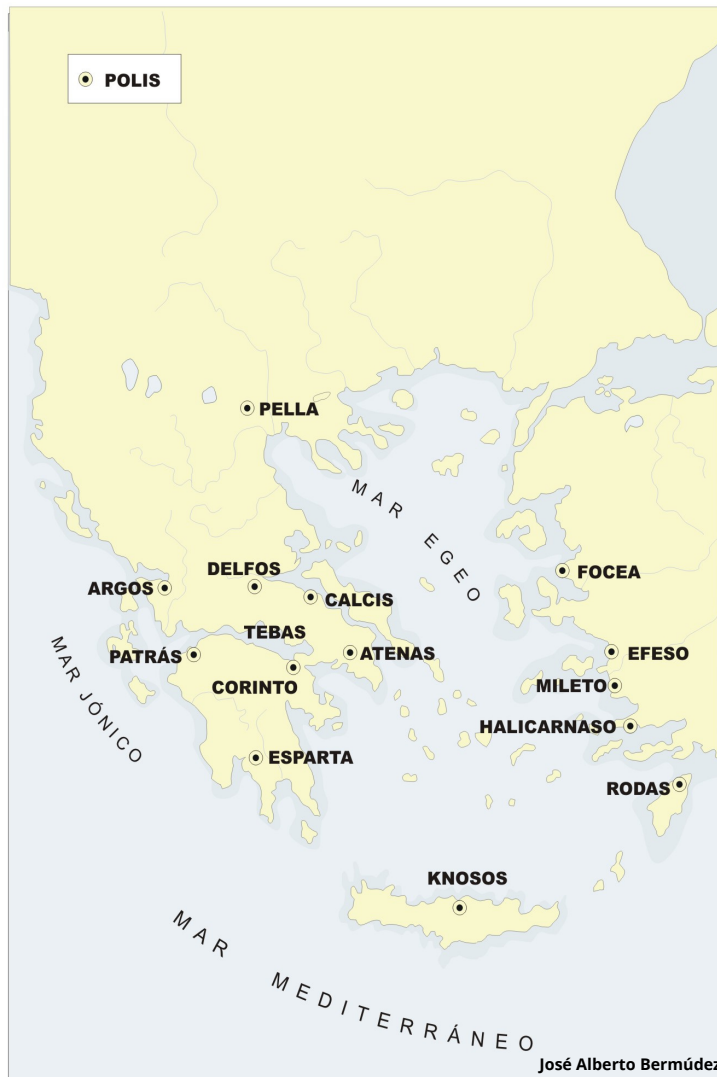 POLIS
PELLA
MAR EGEO
DELFOS
FOCEA
ARGOS
CALCIS
TEBAS
PATRÁS
ATENAS
EFESO
MAR JÓNICO
CORINTO
MILETO
HALICARNASO
ESPARTA
RODAS
KNOSOS
MAR MEDITERRÁNEO
José Alberto Bermúdez